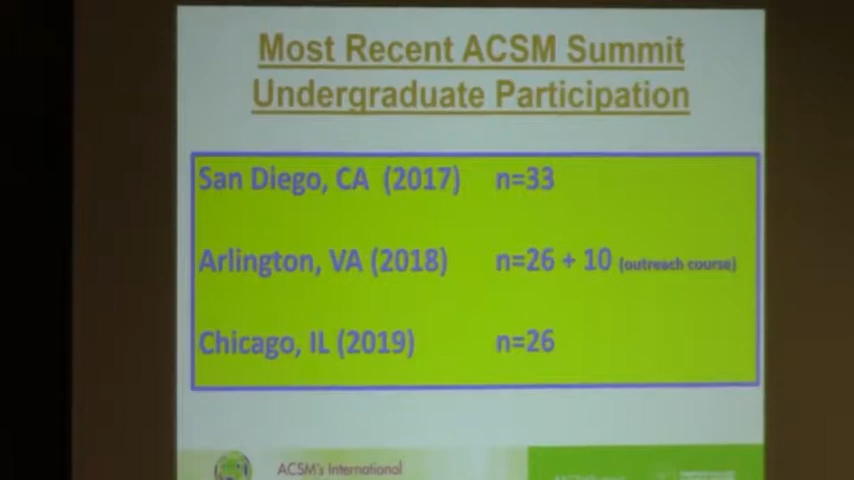 Most Recent ACSM Summit
Undergraduate Participation
San Diego, CA (2017) n=33
Arlington, VA (2018) n=26 + 10 (outreach course)
Chicago, IL (2019) n=26
ACSM's International